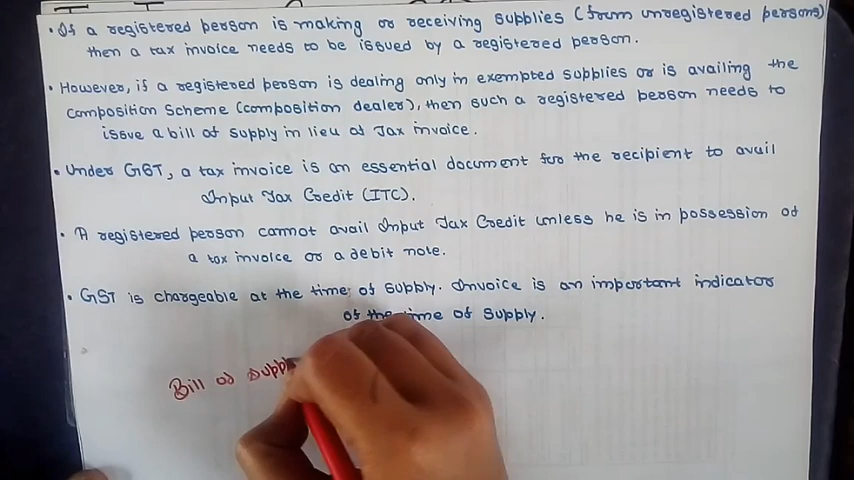 • If a registered person is making or receiving supplies (from unregistered persons)
then a tax invoice needs to be issued by a registered person.
• However, if a registered person is dealing only in exempted supplies or is availing the
Composition Scheme (composition dealer), then such a registered person needs to
issue a bill of supply in lieu of Tax invoice.
• Under GST, a tax invoice is an essential document for the recipient to avail
Input Tax Credit (ITC).
• A registered person cannot avail Input Tax Credit unless he is in possession of
a tax invoice or a debit note.
• GST is chargeable at the time of supply. Invoice is an important indicator
of the time of supply.
Bill of Suppl